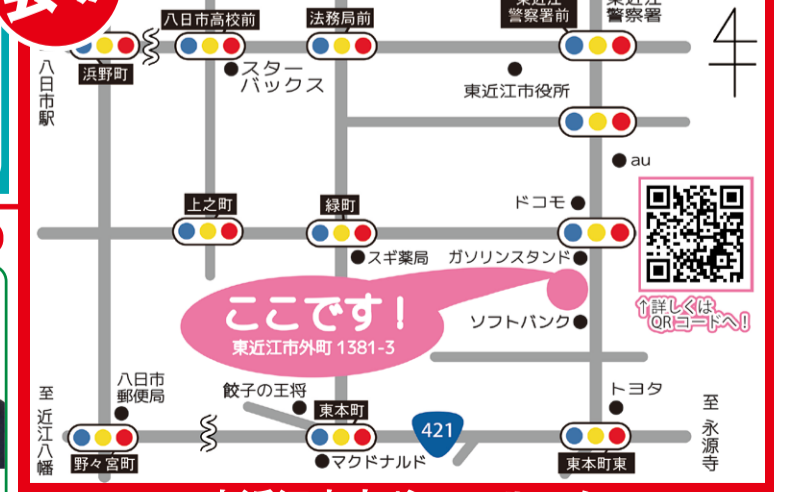 八日市高校前
法務局前
警察署前
警察署
浜野町
八日市駅
スター
バックス
東近江市役所
au
上之町
緑町
ドコモ
スギ薬局
ガソリンスタンド
ここです!
東近江市外町 1381-3
ソフトバンク
↑詳しくは
QRコードへ!
至 近江八幡
八日市
郵便局
餃子の王将
東本町
421
トヨタ
至 永源寺
野々宮町
マクドナルド
東本町東